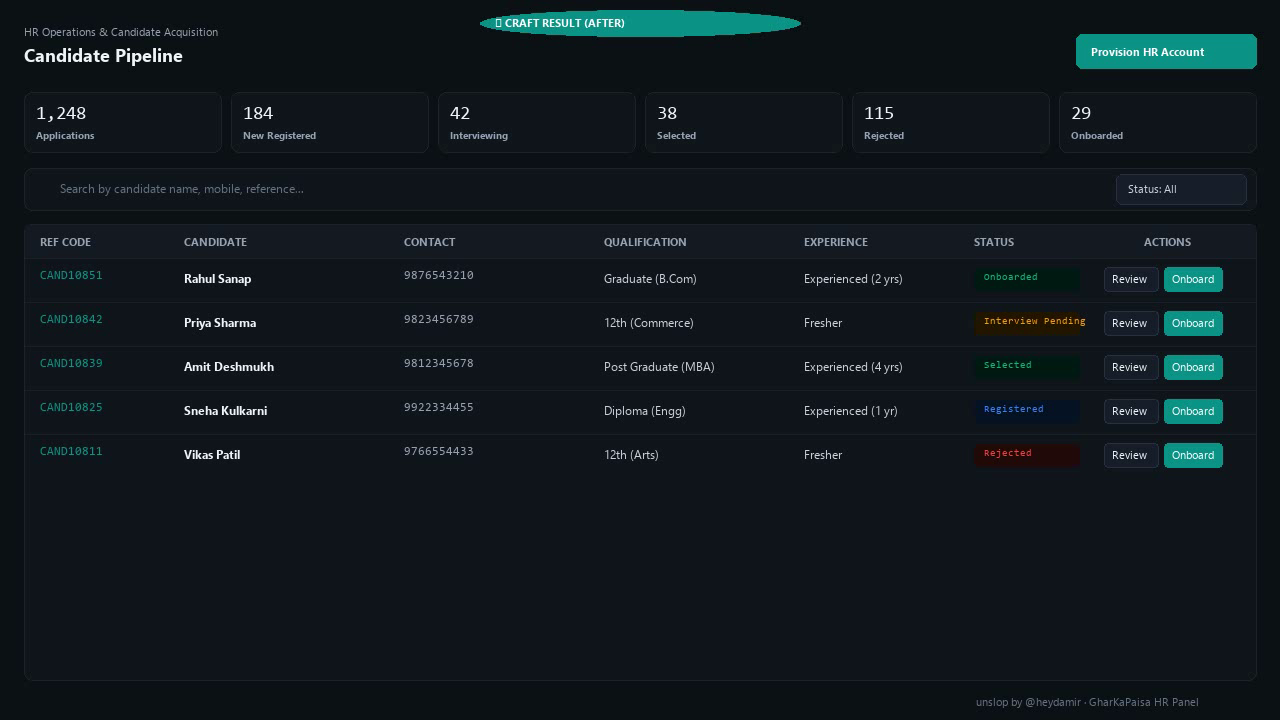 CRAFT RESULT (AFTER)
HR Operations & Candidate Acquisition
Candidate Pipeline
Provision HR Account
1,248
Applications
184
New Registered
42
Interviewing
38
Selected
115
Rejected
29
Onboarded
Search by candidate name, mobile, reference...
Status: All
REF CODE CANDIDATE CONTACT QUALIFICATION EXPERIENCE STATUS ACTIONS
CAND10851 Rahul Sanap 9876543210 Graduate (B.Com) Experienced (2 yrs) Onboarded Review Onboard
CAND10842 Priya Sharma 9823456789 12th (Commerce) Fresher Interview Pending Review Onboard
CAND10839 Amit Deshmukh 9812345678 Post Graduate (MBA) Experienced (4 yrs) Selected Review Onboard
CAND10825 Sneha Kulkarni 9922334455 Diploma (Engg) Experienced (1 yr) Registered Review Onboard
CAND10811 Vikas Patil 9766554433 12th (Arts) Fresher Rejected Review Onboard
unslop by @heydamir · GharKaPaisa HR Panel